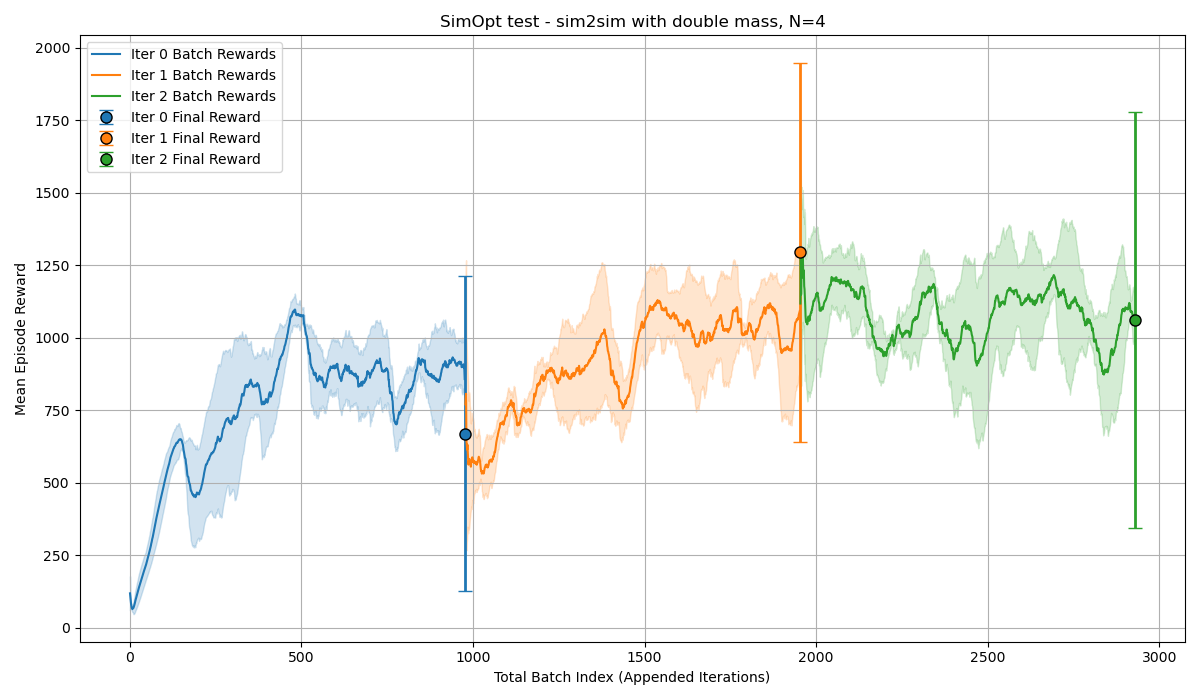 SimOpt test - sim2sim with double mass, N=4
Iter 0 Batch Rewards
Iter 1 Batch Rewards
Iter 2 Batch Rewards
Iter 0 Final Reward
Iter 1 Final Reward
Iter 2 Final Reward
Mean Episode Reward
2000
1750
1500
1250
1000
750
500
250
0
0
500
1000
1500
2000
2500
3000
Total Batch Index (Appended Iterations)